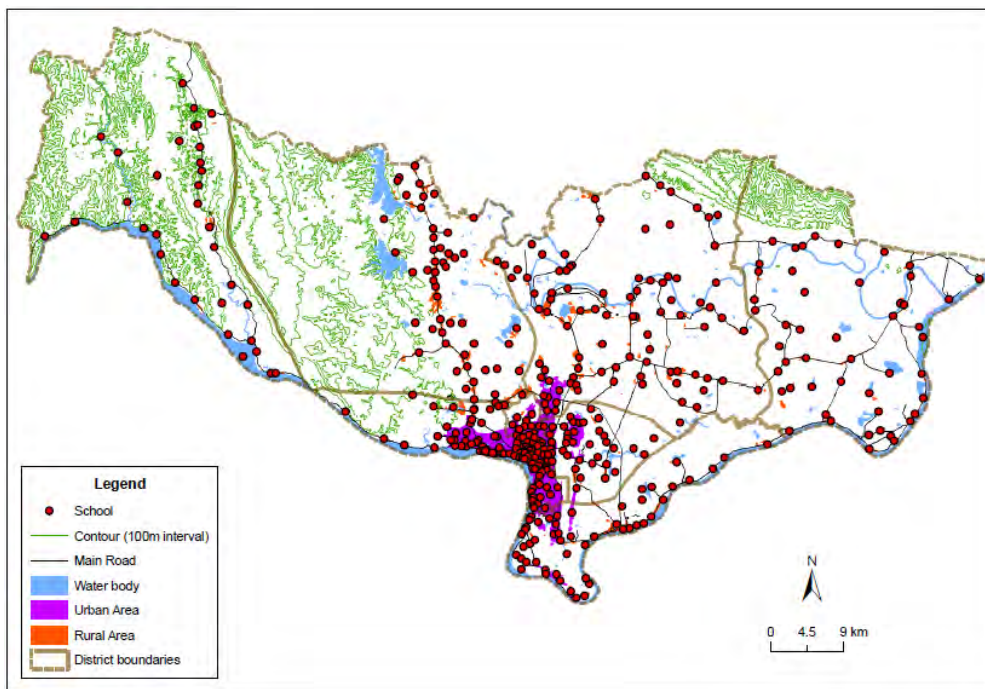 Legend
School
Contour (100m interval)
Main Road
Water body
Urban Area
Rural Area
District boundaries
N
0 4.5 9 km